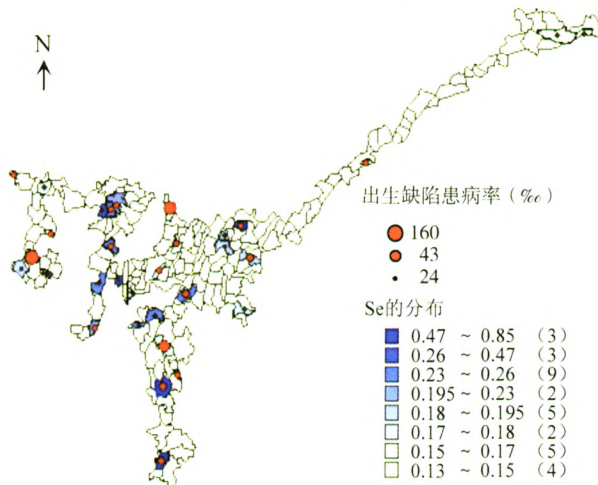 N
出生缺陷患病率（‰）
160
43
24
Se的分布
0.47 ~ 0.85 （3）
0.26 ~ 0.47 （3）
0.23 ~ 0.26 （9）
0.195 ~ 0.23 （2）
0.18 ~ 0.195 （5）
0.17 ~ 0.18 （2）
0.15 ~ 0.17 （5）
0.13 ~ 0.15 （4）